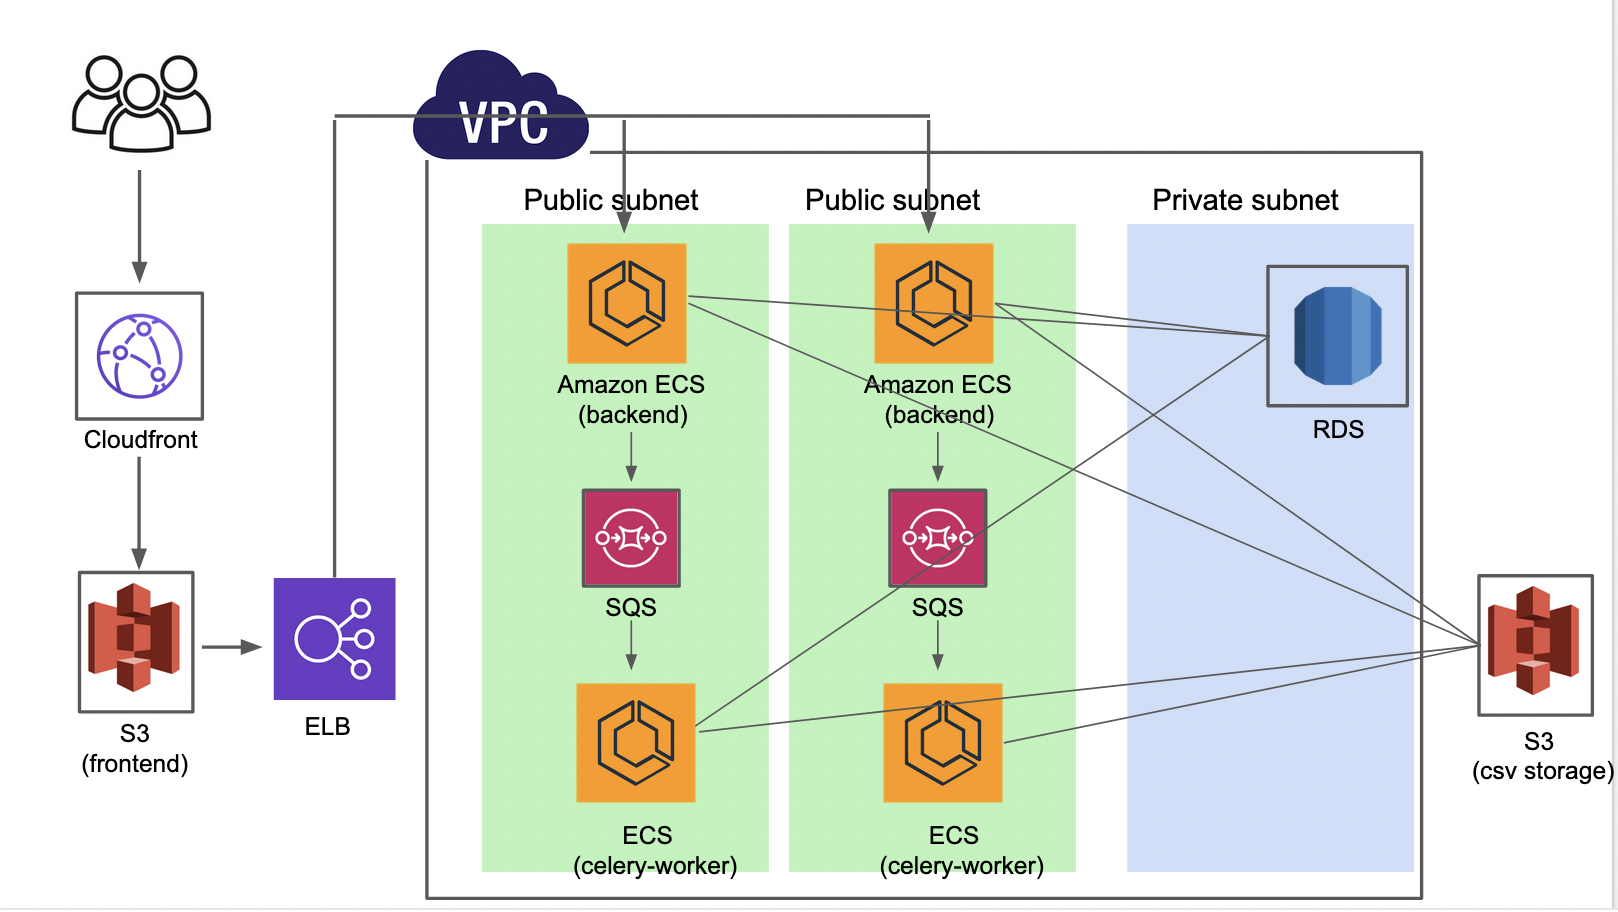 VPC
Public subnet
Public subnet
Private subnet
Amazon ECS
(backend)
Amazon ECS
(backend)
RDS
Cloudfront
SQS
SQS
S3
(frontend)
ELB
S3
(csv storage)
ECS
(celery-worker)
ECS
(celery-worker)